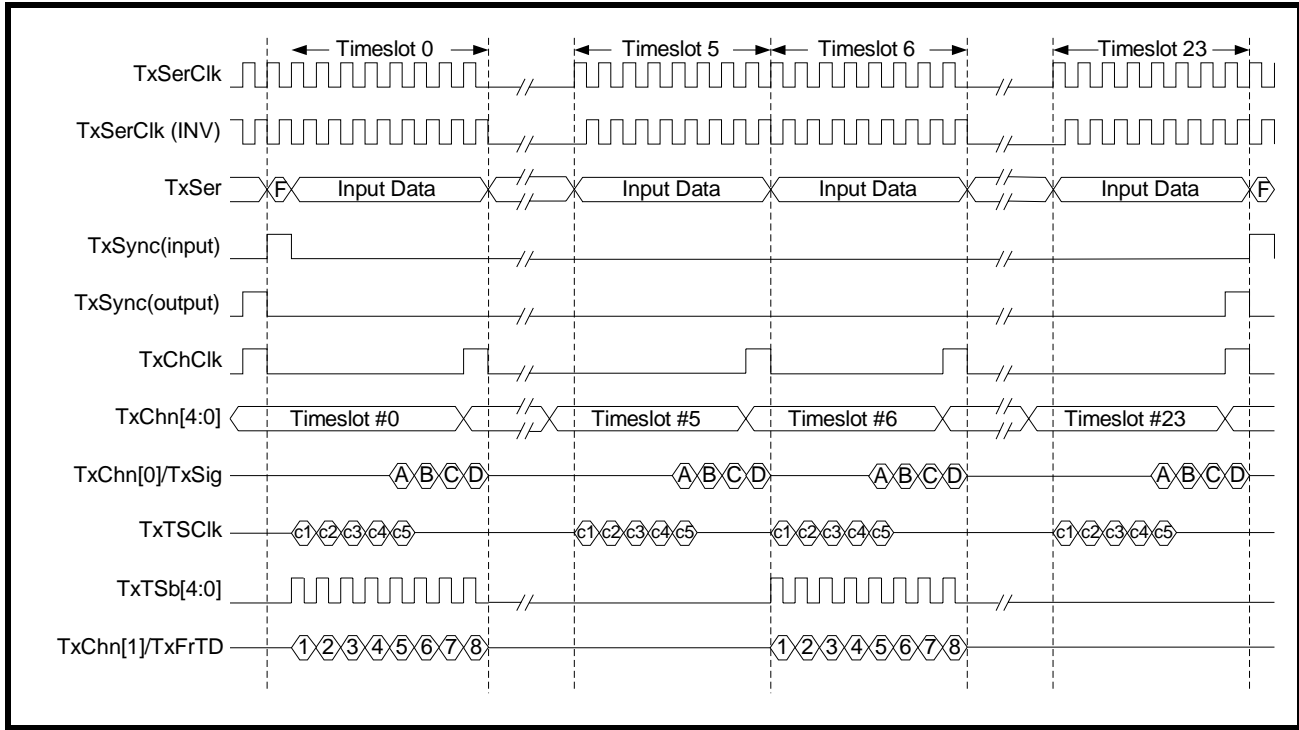 Timeslot 0 Timeslot 5 Timeslot 6 Timeslot 23
TxSerClk
TxSerClk (INV)
TxSer F Input Data Input Data Input Data Input Data F
TxSync(input)
TxSync(output)
TxChClk
TxChn[4:0] Timeslot #0 Timeslot #5 Timeslot #6 Timeslot #23
TxChn[0]/TxSig A B C D A B C D A B C D A B C D
TxTSClk c1 c2 c3 c4 c5 c1 c2 c3 c4 c5 c1 c2 c3 c4 c5 c1 c2 c3 c4 c5
TxTSb[4:0]
TxChn[1]/TxFrTD 1 2 3 4 5 6 7 8 1 2 3 4 5 6 7 8